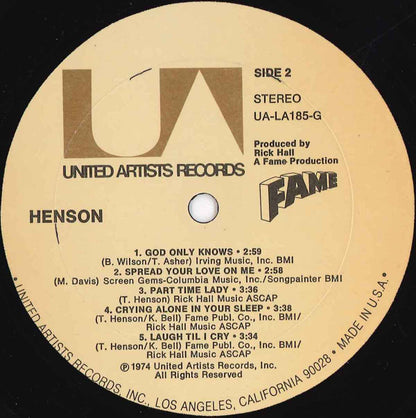 UA
SIDE 2
STEREO
UA-LA185-G
UNITED ARTISTS RECORDS
Produced by
Rick Hall
A Fame Production
FAME
HENSON
1. GOD ONLY KNOWS • 2:59
(B. Wilson/T. Asher) Irving Music, Inc. BMI
2. SPREAD YOUR LOVE ON ME • 2:58
(M. Davis) Screen Gems-Columbia Music, Inc./Songpainter BMI
3. PART TIME LADY • 3:36
(T. Henson) Rick Hall Music ASCAP
4. CRYING ALONE IN YOUR SLEEP • 3:38
(T. Henson/K. Bell) Fame Publ. Co., Inc. BMI/
Rick Hall Music ASCAP
5. LAUGH TIL I CRY • 3:34
(T. Henson/K. Bell) Fame Publ. Co., Inc. BMI/
Rick Hall Music ASCAP
℗ 1974 United Artists Records, Inc.
All Rights Reserved
• UNITED ARTISTS RECORDS, INC., LOS ANGELES, CALIFORNIA 90028 • MADE IN U.S.A. •